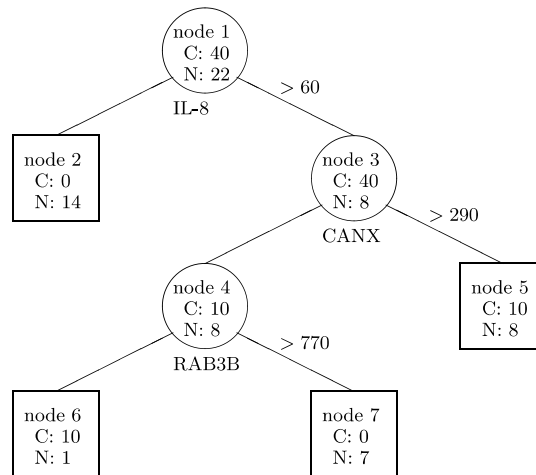 node 1
C: 40
N: 22
> 60
IL-8
node 2
C: 0
N: 14
node 3
C: 40
N: 8
> 290
CANX
node 4
C: 10
N: 8
node 5
C: 10
N: 8
> 770
RAB3B
node 6
C: 10
N: 1
node 7
C: 0
N: 7